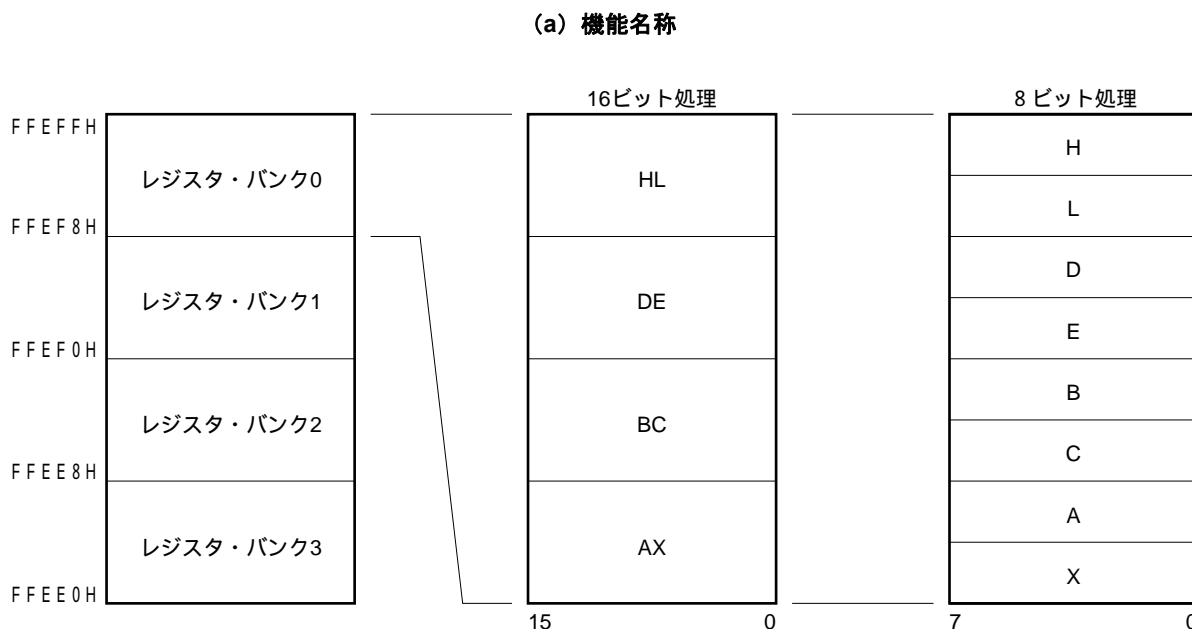 （a）機能名称
16ビット処理
8 ビット処理
FFEFFH
レジスタ・バンク0
HL
H
L
FFEF8H
レジスタ・バンク1
DE
D
E
FFEF0H
レジスタ・バンク2
BC
B
C
FFEE8H
レジスタ・バンク3
AX
A
X
FFEE0H
15
0
7
0